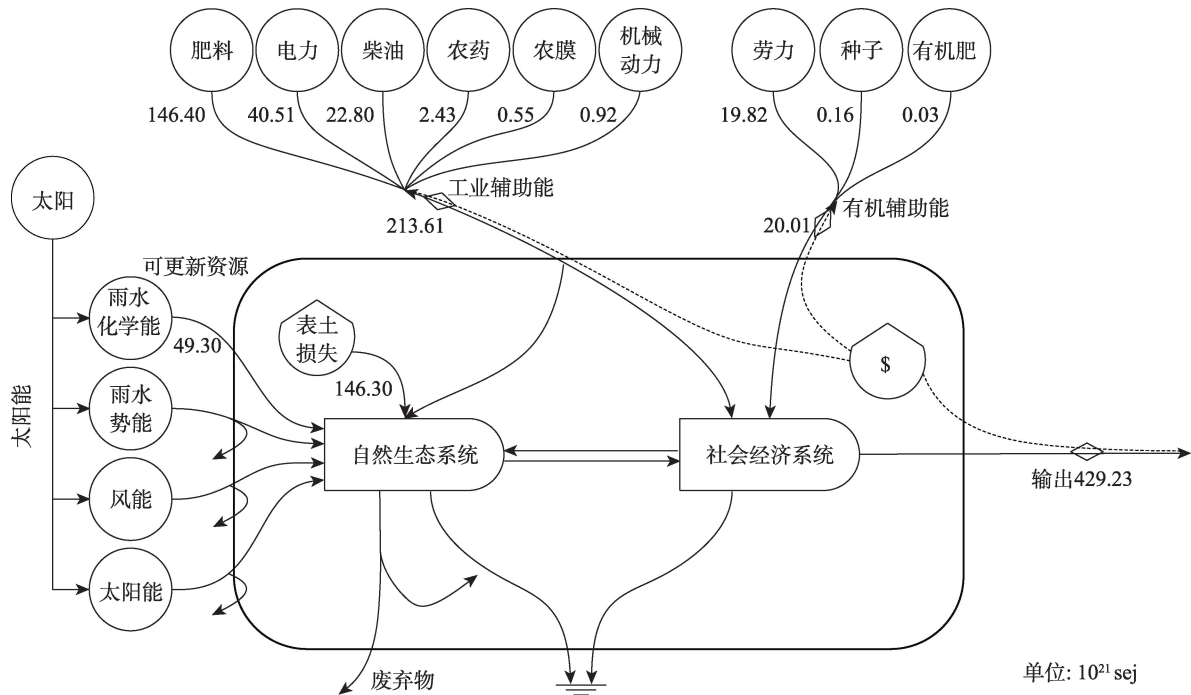 肥料
电力
柴油
农药
农膜
机械
动力
劳力
种子
有机肥
146.40
40.51
22.80
2.43
0.55
0.92
19.82
0.16
0.03
工业辅助能
213.61
有机辅助能
20.01
太阳
太阳能
可更新资源
雨水
化学能
49.30
雨水
势能
风能
太阳能
表土
损失
146.30
$
自然生态系统
社会经济系统
输出429.23
废弃物
单位: 10²¹ sej